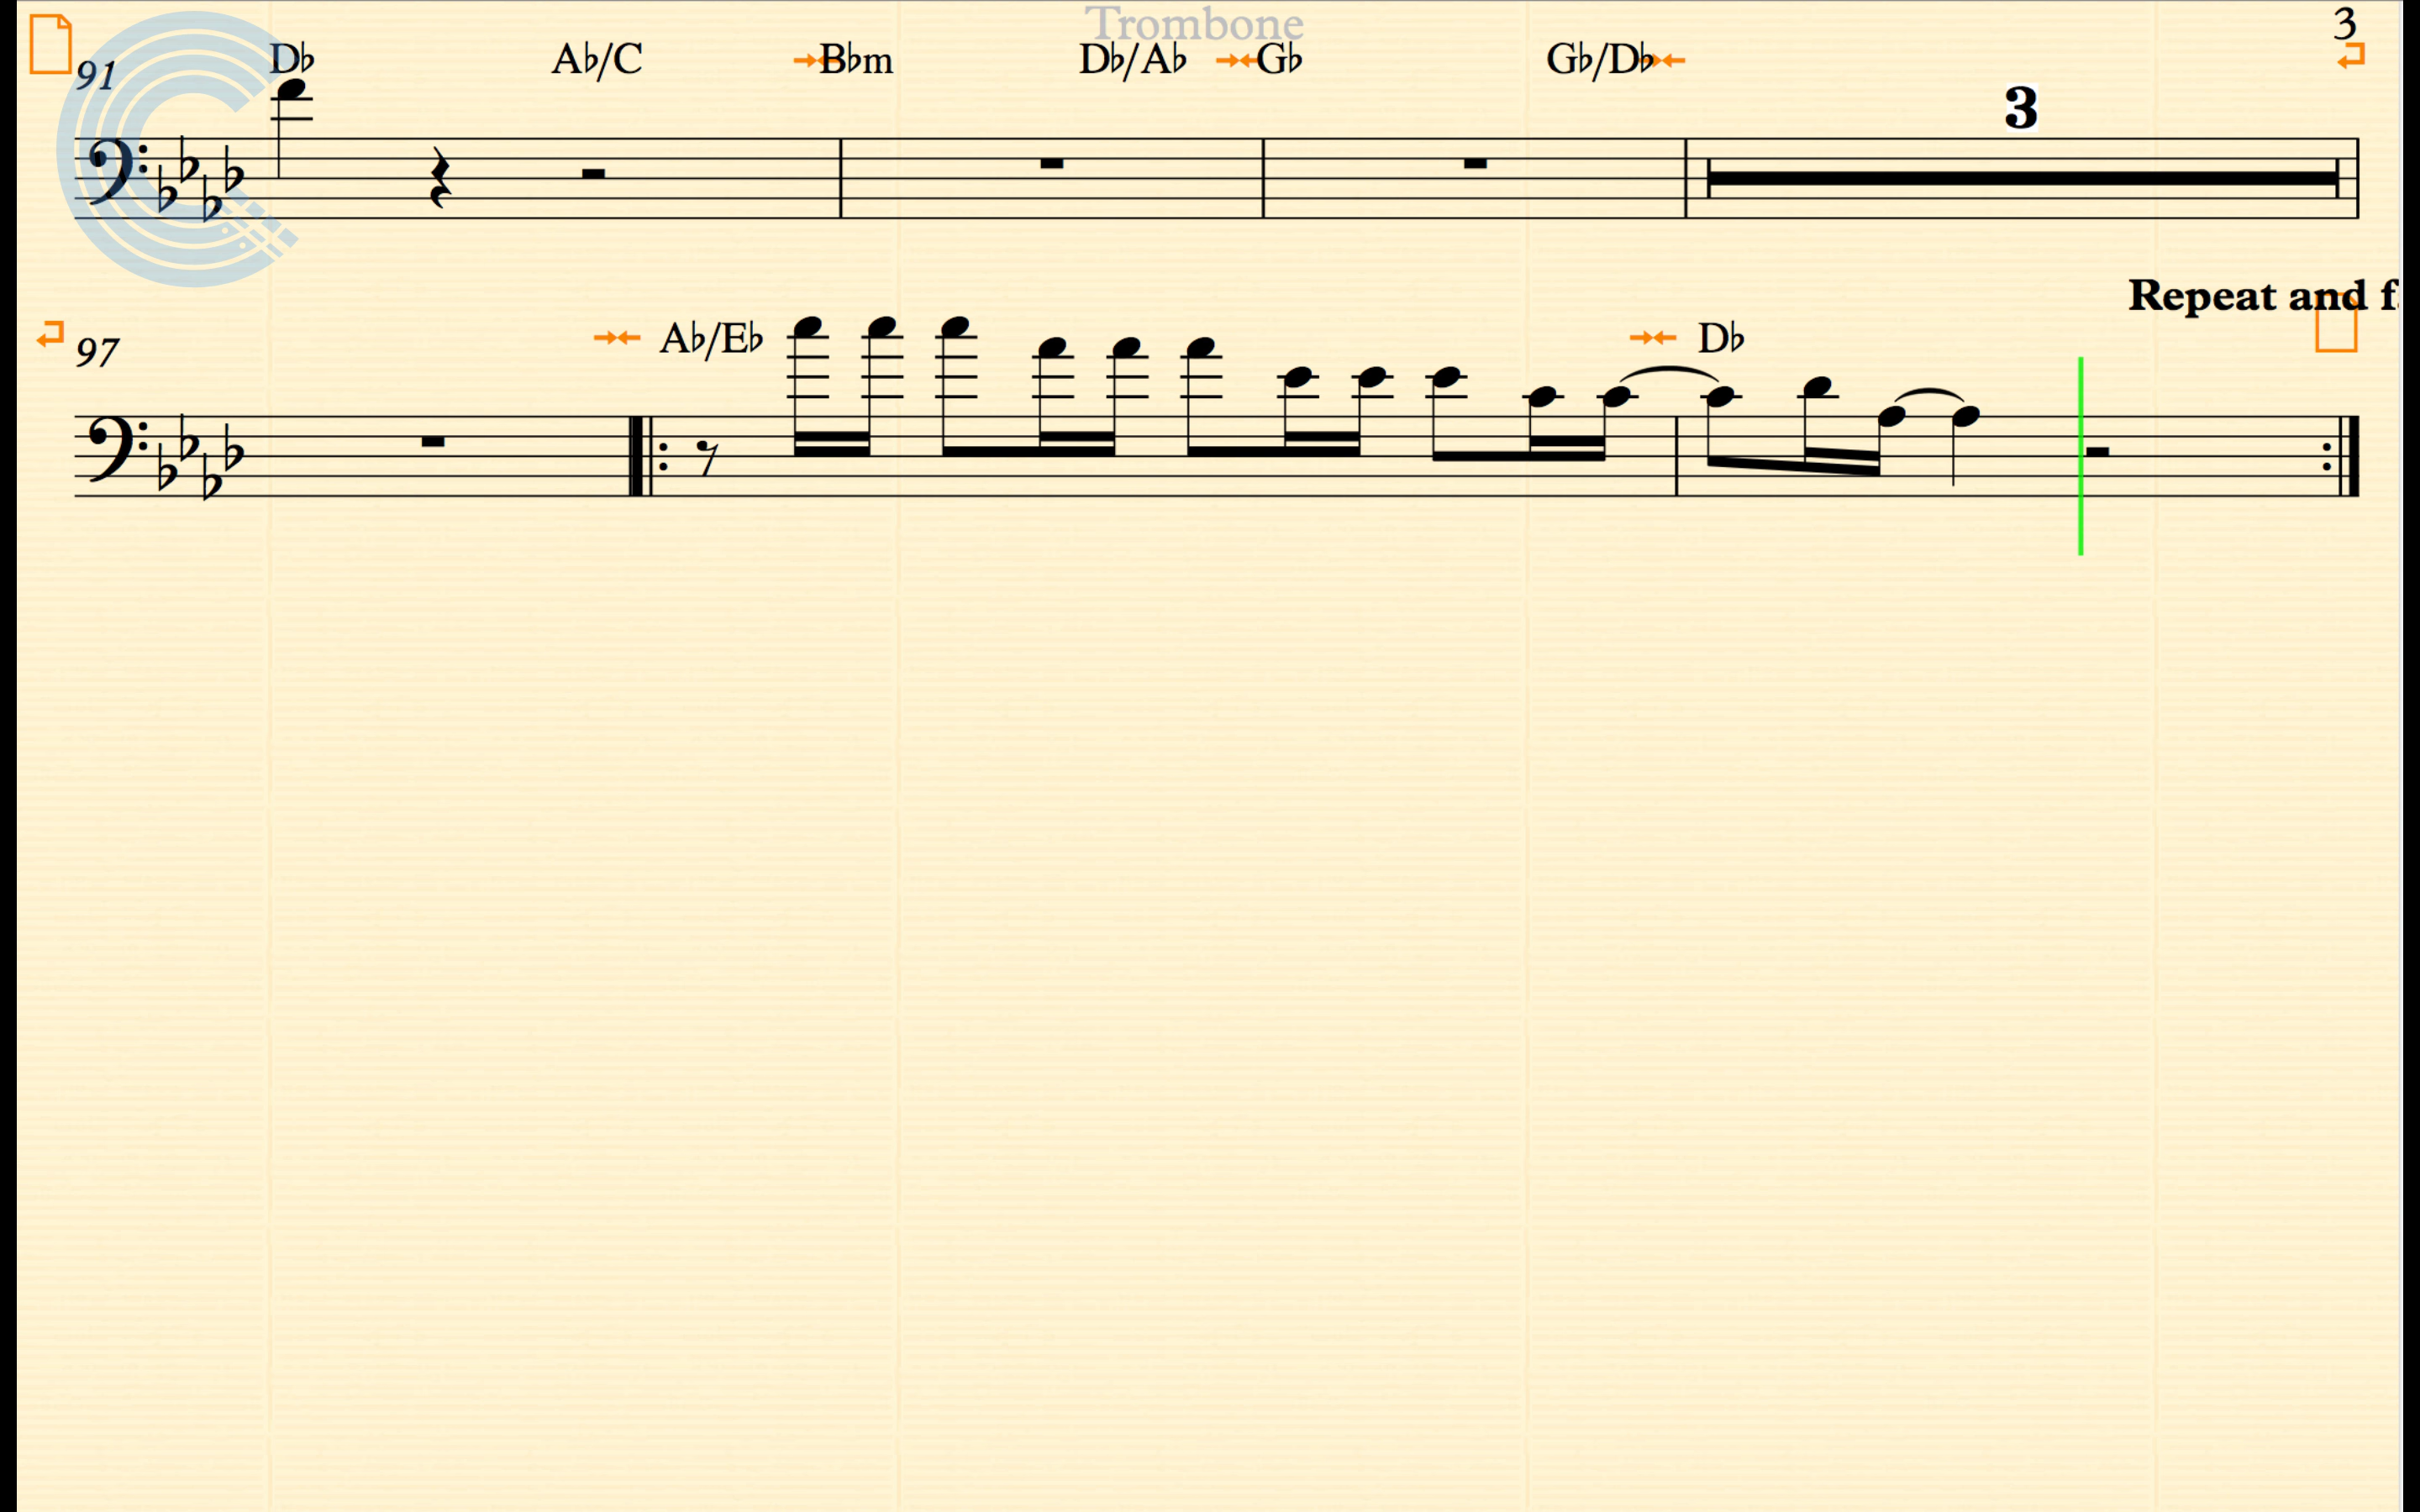 Trombone
3
91 D♭ A♭/C B♭m D♭/A♭ G♭ G♭/D♭
3
Repeat and f
97 A♭/E♭ D♭